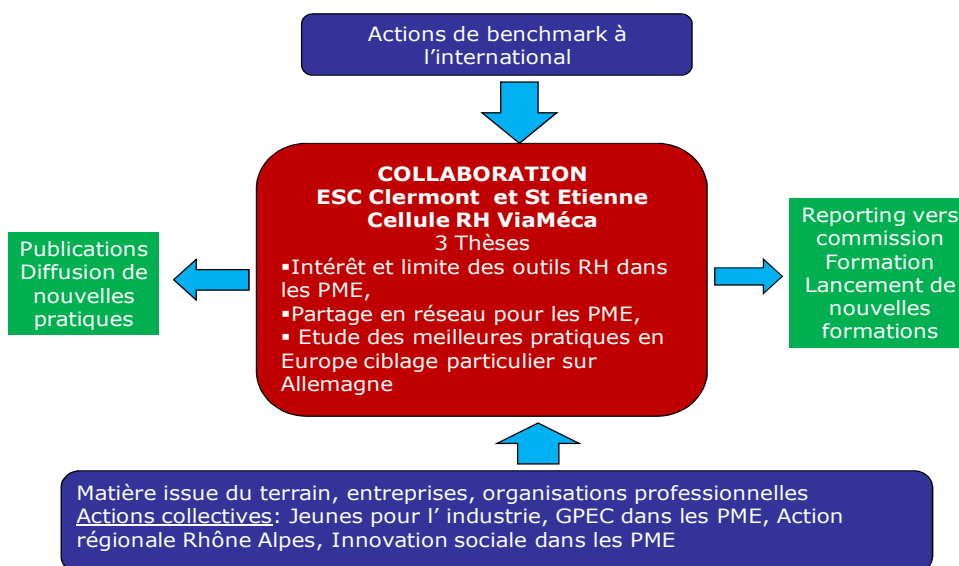 Actions de benchmark à
l'international
COLLABORATION
ESC Clermont et St Etienne
Cellule RH ViaMéca
3 Thèses
▪Intérêt et limite des outils RH dans
les PME,
▪Partage en réseau pour les PME,
▪ Etude des meilleures pratiques en
Europe ciblage particulier sur
Allemagne
Publications
Diffusion de
nouvelles
pratiques
Reporting vers
commission
Formation
Lancement de
nouvelles
formations
Matière issue du terrain, entreprises, organisations professionnelles
Actions collectives: Jeunes pour l' industrie, GPEC dans les PME, Action
régionale Rhône Alpes, Innovation sociale dans les PME